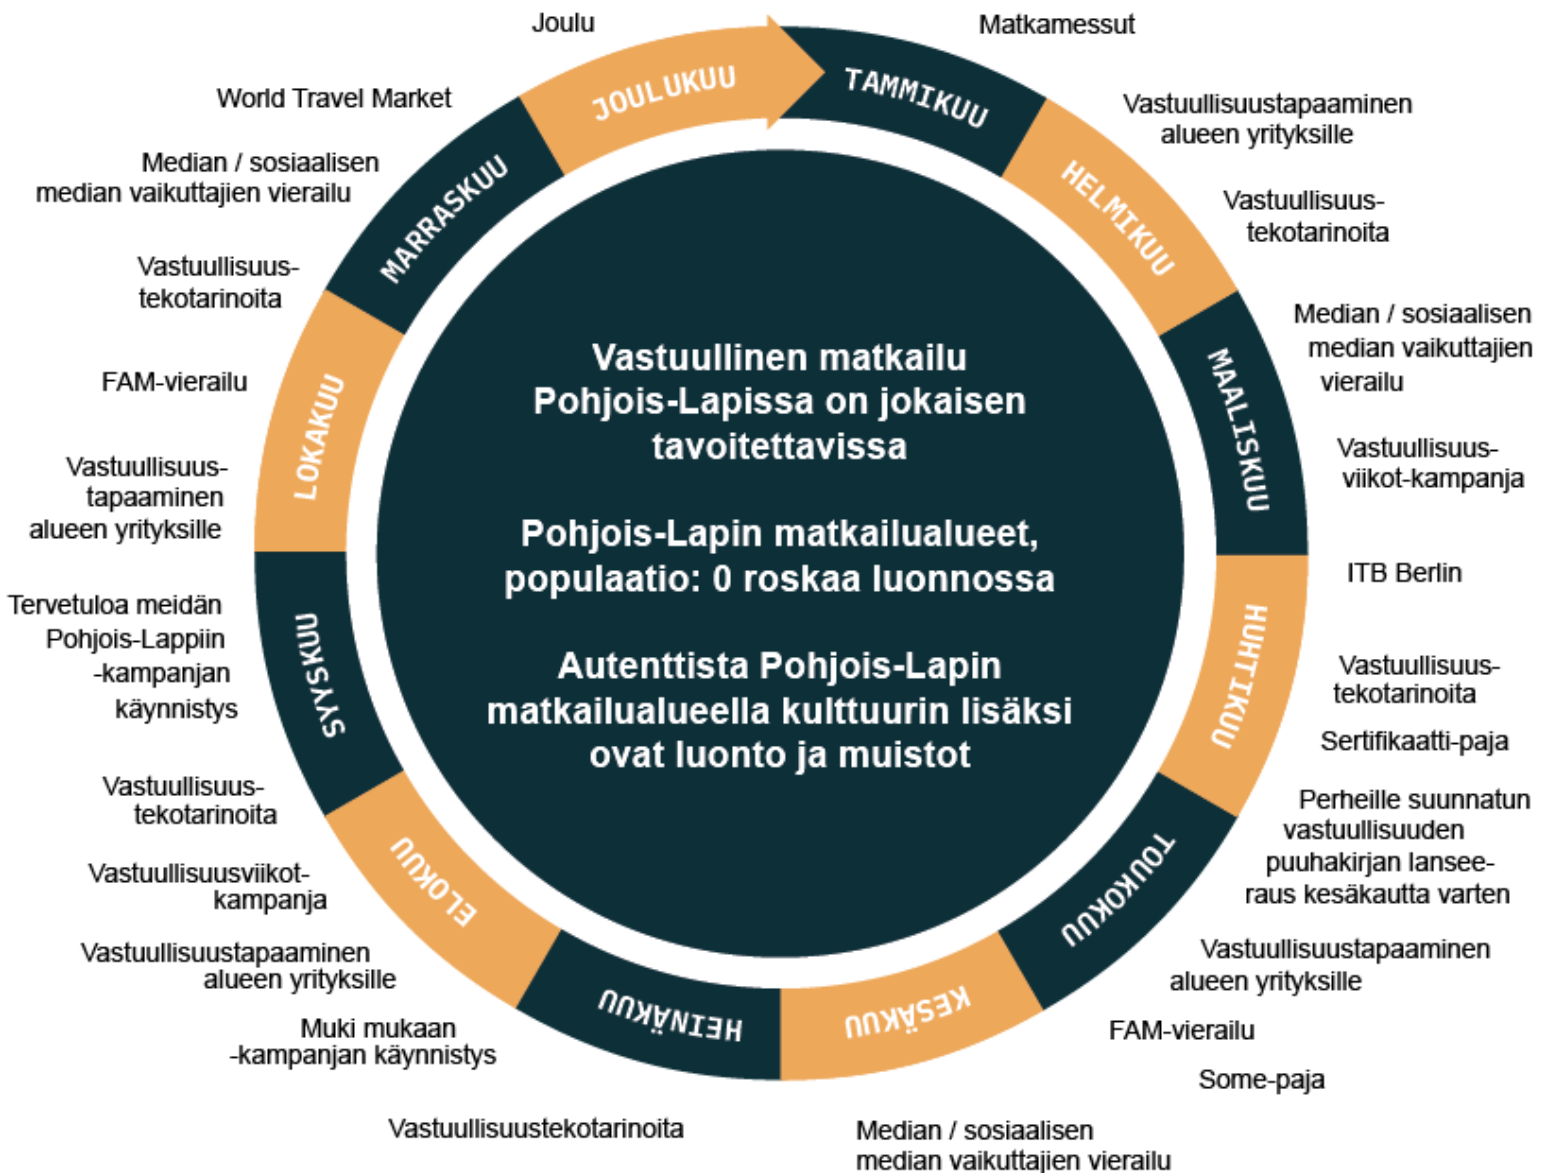 Joulu
Matkamessut
JOULUKUU
TAMMIKUU
World Travel Market
Vastuullisuustapaaminen
alueen yrityksille
HELMIKUU
Vastuullisuus-
tekotarinoita
MARRASKUU
Median / sosiaalisen
median vaikuttajien vierailu
Median / sosiaalisen
median vaikuttajien
vierailu
MAALISKUU
Vastuullisuus-
viikot-kampanja
Vastuullisuus-
tekotarinoita
LOKAKUU
FAM-vierailu
Vastuullisuus-
tapaaminen
alueen yrityksille
Vastuullinen matkailu
Pohjois-Lapissa on jokaisen
tavoitettavissa
Pohjois-Lapin matkailualueet,
populaatio: 0 roskaa luonnossa
Autenttista Pohjois-Lapin
matkailualueella kulttuurin lisäksi
ovat luonto ja muistot
ITB Berlin
HUHTIKUU
Vastuullisuus-
tekotarinoita
Sertifikaatti-paja
Perheille suunnatun
vastuullisuuden
puuhakirjan lansee-
raus kesäkautta varten
TOUKOKUU
Vastuullisuustapaaminen
alueen yrityksille
FAM-vierailu
Some-paja
KESÄKUU
Median / sosiaalisen
median vaikuttajien vierailu
HEINÄKUU
Vastuullisuustekotarinoita
Muki mukaan
-kampanjan käynnistys
Vastuullisuustapaaminen
alueen yrityksille
ELOKUU
Vastuullisuusviikot-
kampanja
Vastuullisuus-
tekotarinoita
SYYSKUU
Tervetuloa meidän
Pohjois-Lappiin
-kampanjan
käynnistys